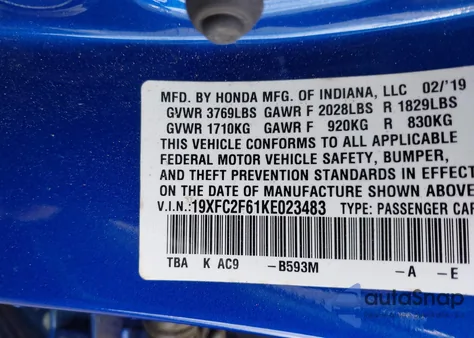 MFD. BY HONDA MFG. OF INDIANA, LLC 02/'19
GVWR 3769LBS GAWR F 2028LBS R 1829LBS
GVWR 1710KG GAWR F 920KG R 830KG
THIS VEHICLE CONFORMS TO ALL APPLICABLE
FEDERAL MOTOR VEHICLE SAFETY, BUMPER,
AND THEFT PREVENTION STANDARDS IN EFFECT
ON THE DATE OF MANUFACTURE SHOWN ABOVE
V.I.N.:19XFC2F61KE023483 TYPE: PASSENGER CAR
TBA K AC9 -B593M -A -E
autoSnap